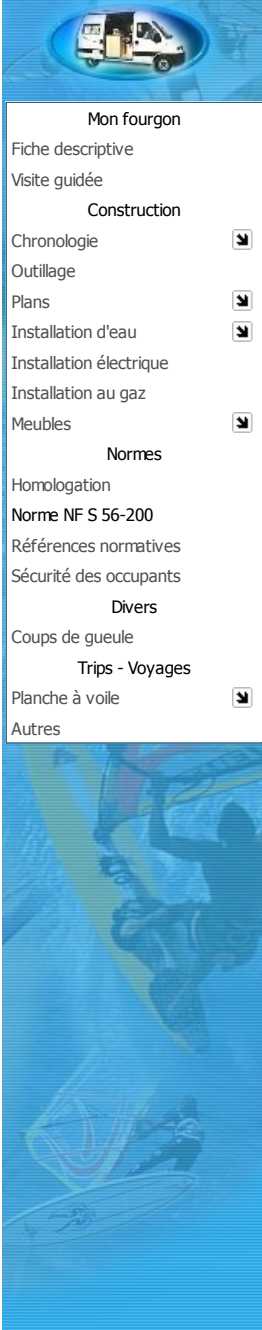 Mon fourgon
Fiche descriptive
Visite guidée
Construction
Chronologie
Outillage
Plans
Installation d'eau
Installation électrique
Installation au gaz
Meubles
Normes
Homologation
Norme NF S 56-200
Références normatives
Sécurité des occupants
Divers
Coups de gueule
Trips - Voyages
Planche à voile
Autres